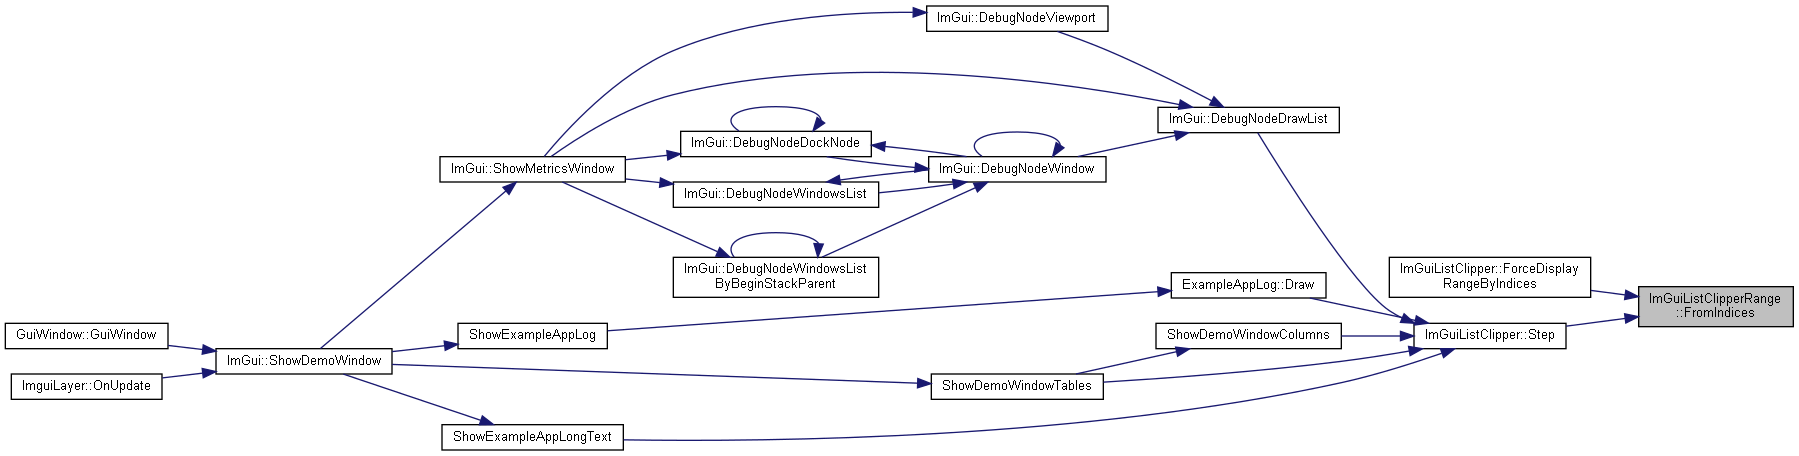 ImGui::DebugNodeViewport
ImGui::DebugNodeDrawList
ImGui::DebugNodeDockNode
ImGui::ShowMetricsWindow
ImGui::DebugNodeWindow
ImGui::DebugNodeWindowsList
ImGui::DebugNodeWindowsList
ByBeginStackParent
ImGuiListClipper::ForceDisplay
RangeByIndices
ExampleAppLog::Draw
ImGuiListClipperRange
::FromIndices
GuiWindow::GuiWindow
ShowExampleAppLog
ShowDemoWindowColumns
ImGuiListClipper::Step
ImGui::ShowDemoWindow
ImguiLayer::OnUpdate
ShowDemoWindowTables
ShowExampleAppLongText